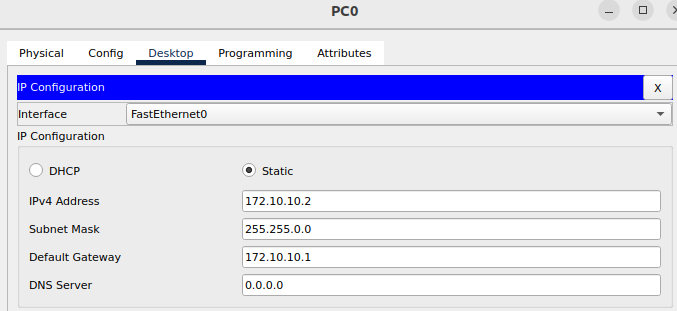 PC0
Physical Config Desktop Programming Attributes
IP Configuration X
Interface FastEthernet0
IP Configuration
DHCP Static
IPv4 Address 172.10.10.2
Subnet Mask 255.255.0.0
Default Gateway 172.10.10.1
DNS Server 0.0.0.0